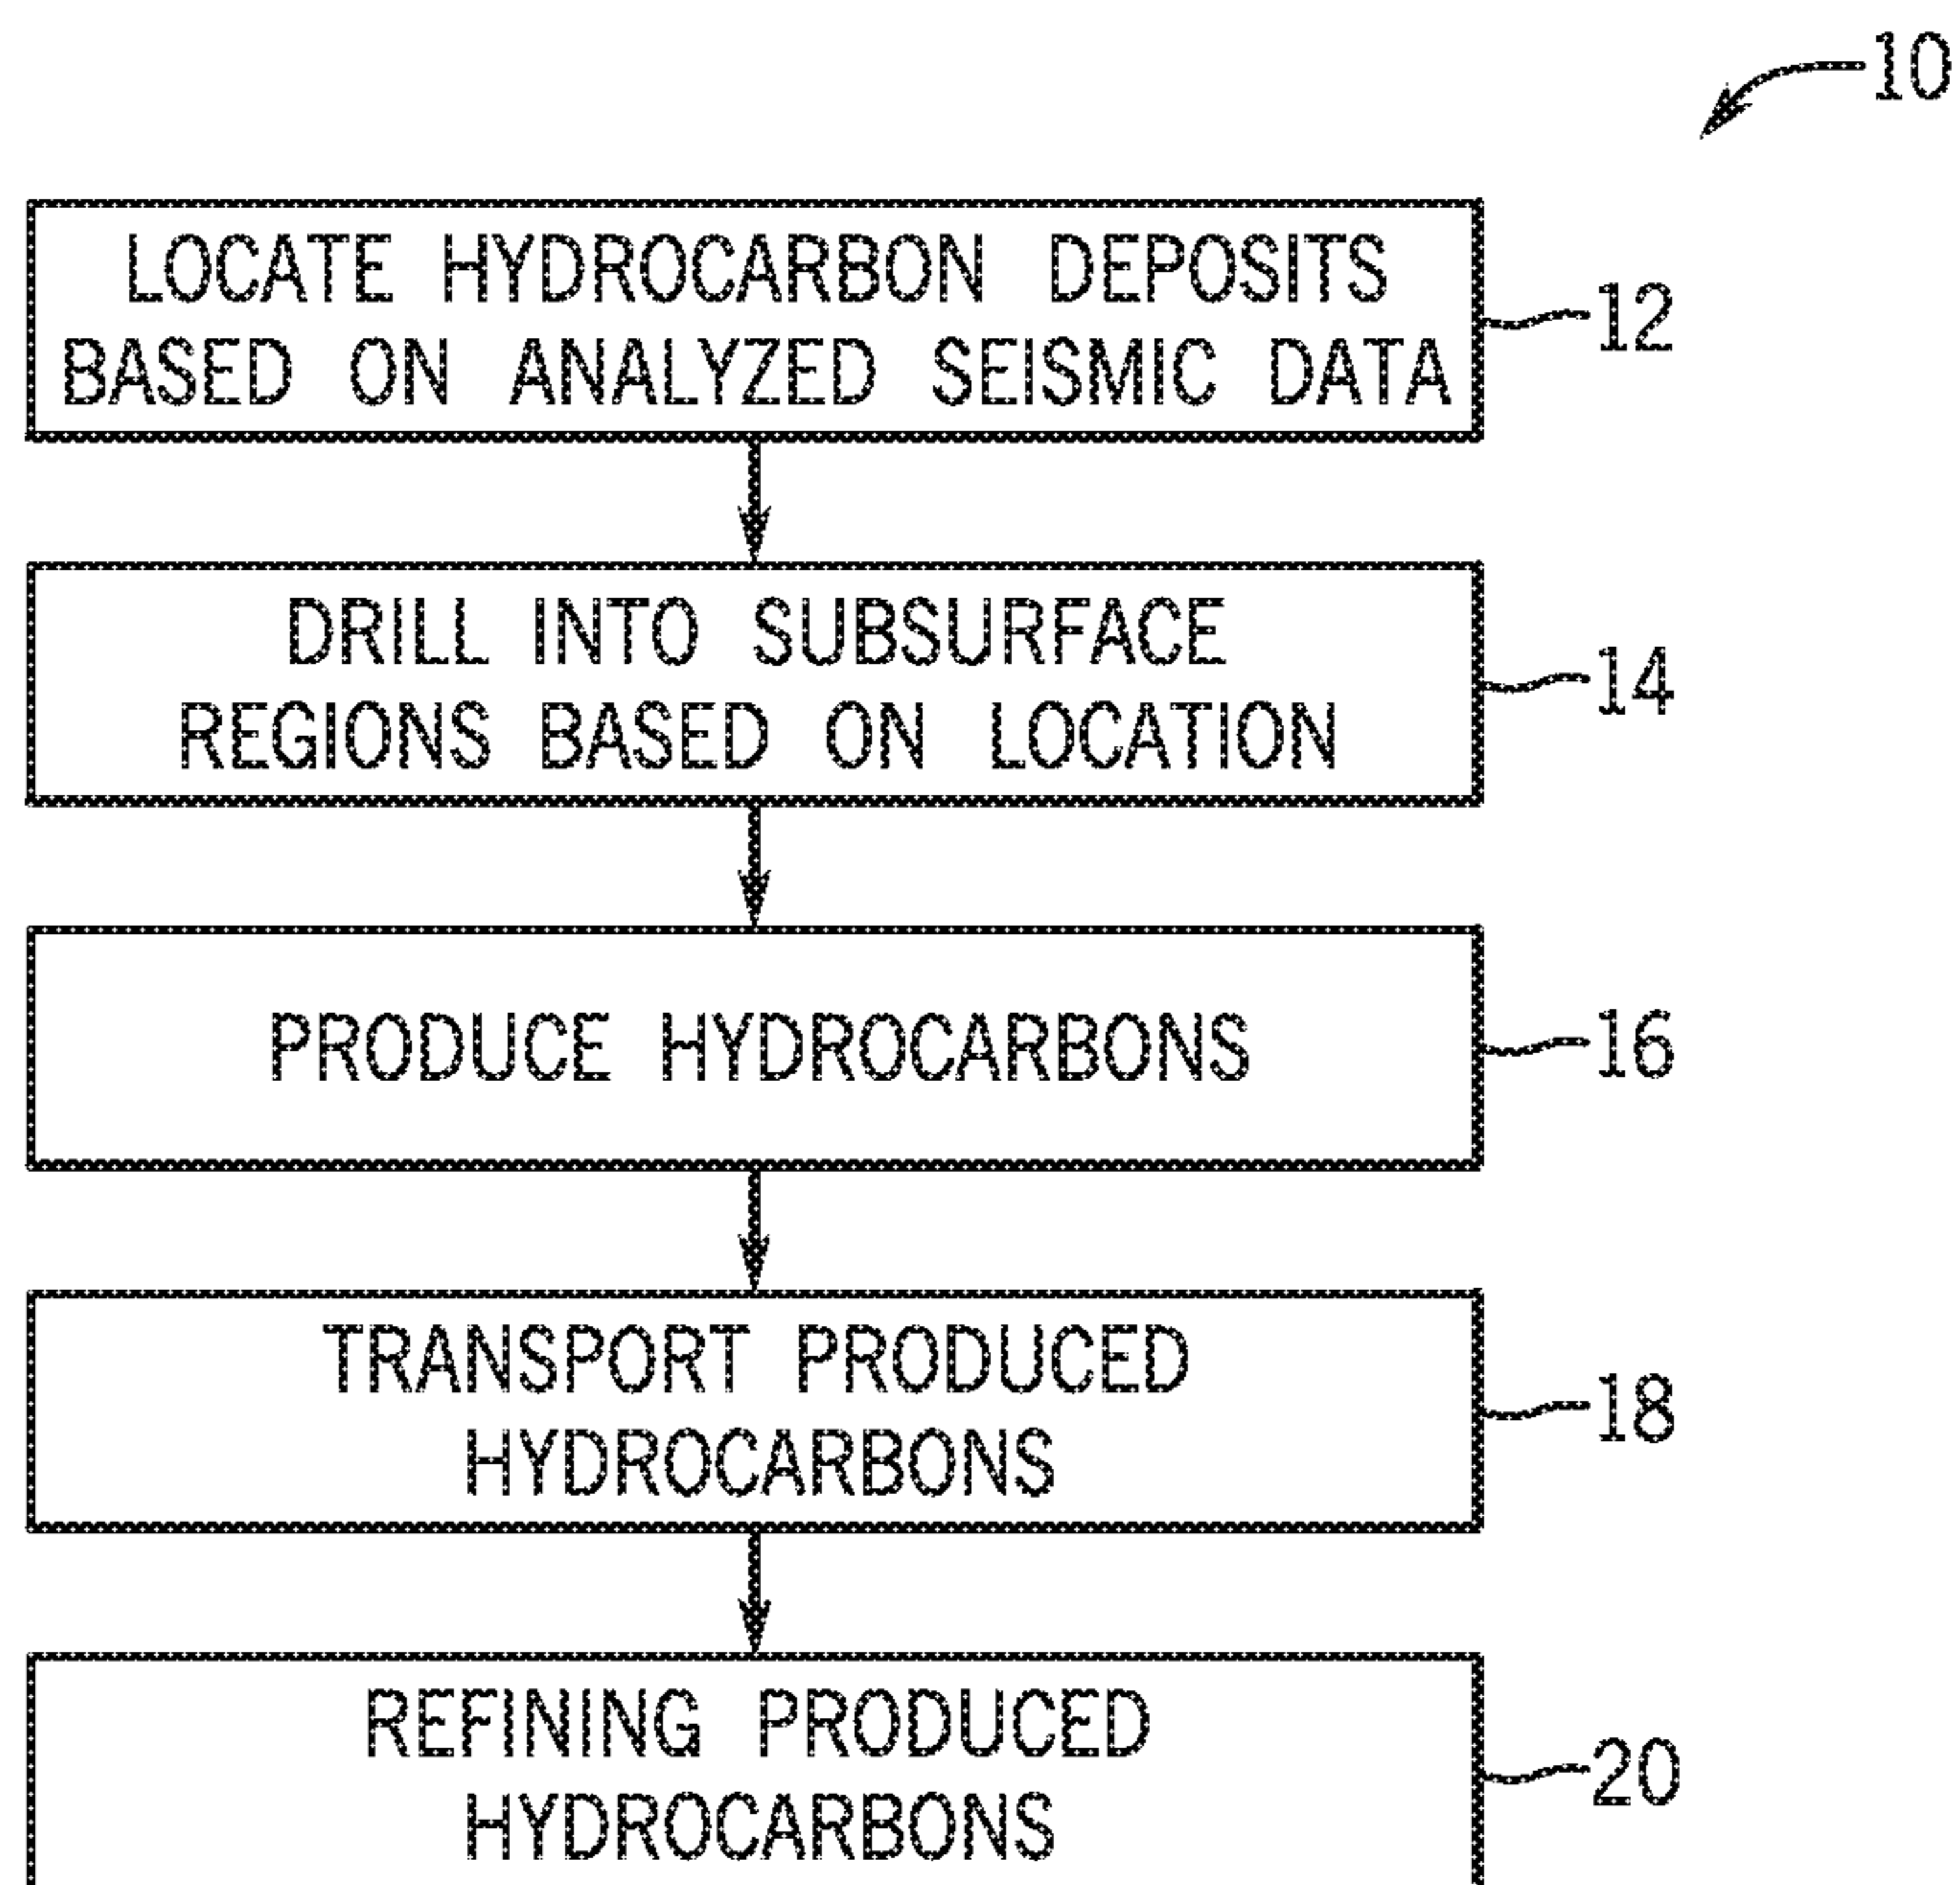 10
LOCATE HYDROCARBON DEPOSITS
BASED ON ANALYZED SEISMIC DATA
12
DRILL INTO SUBSURFACE
REGIONS BASED ON LOCATION
14
PRODUCE HYDROCARBONS
16
TRANSPORT PRODUCED
HYDROCARBONS
18
REFINING PRODUCED
HYDROCARBONS
20